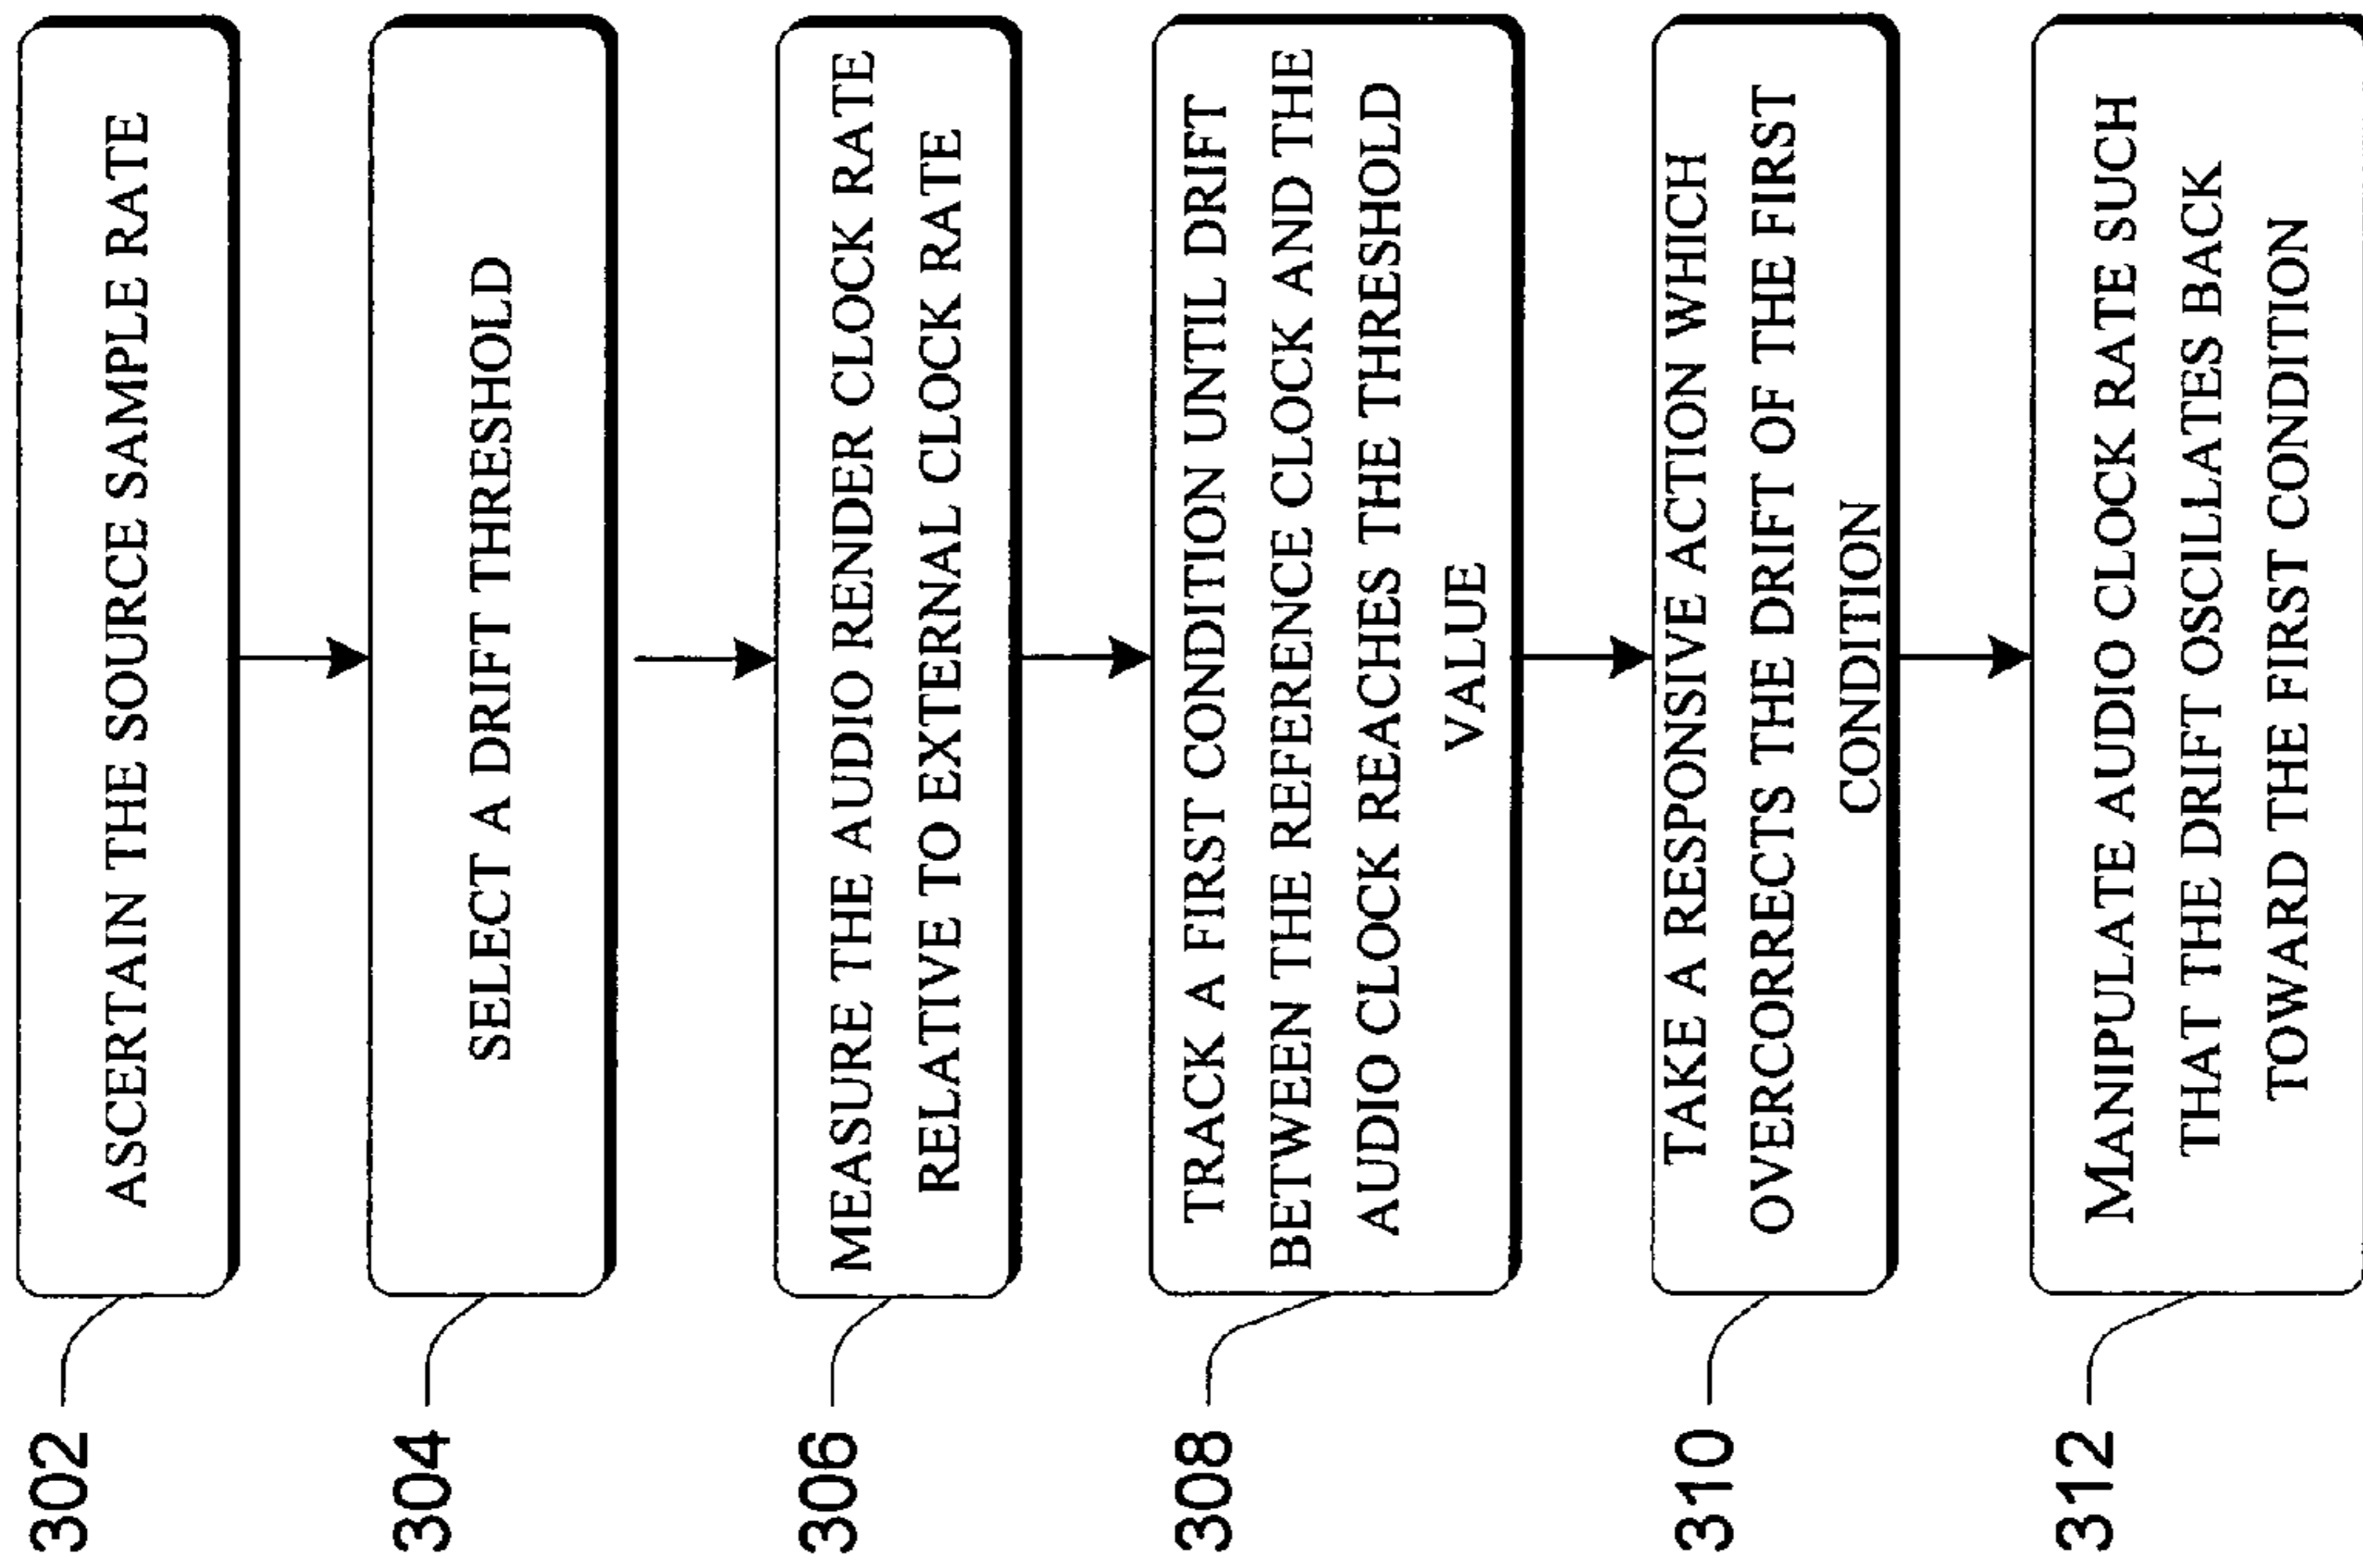 302
ASCERTAIN THE SOURCE SAMPLE RATE
304
SELECT A DRIFT THRESHOLD
306
MEASURE THE AUDIO RENDER CLOCK RATE
RELATIVE TO EXTERNAL CLOCK RATE
308
TRACK A FIRST CONDITION UNTIL DRIFT
BETWEEN THE REFERENCE CLOCK AND THE
AUDIO CLOCK REACHES THE THRESHOLD
VALUE
310
TAKE A RESPONSIVE ACTION WHICH
OVERCORRECTS THE DRIFT OF THE FIRST
CONDITION
312
MANIPULATE AUDIO CLOCK RATE SUCH
THAT THE DRIFT OSCILLATES BACK
TOWARD THE FIRST CONDITION